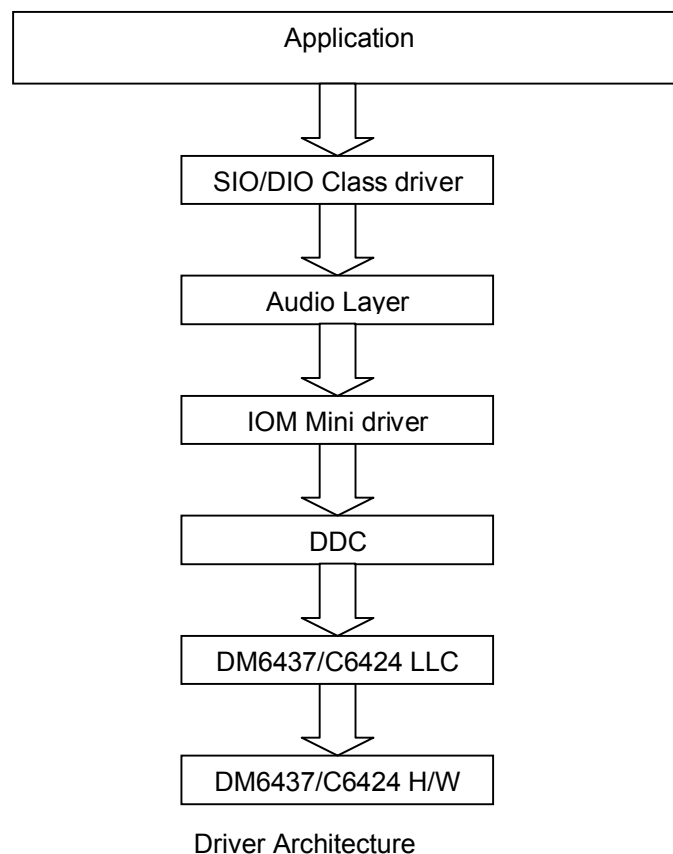 Application
SIO/DIO Class driver
Audio Layer
IOM Mini driver
DDC
DM6437/C6424 LLC
DM6437/C6424 H/W
Driver Architecture